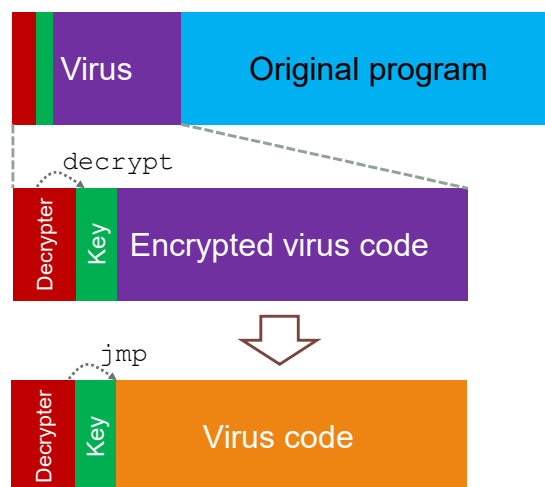 Virus
Original program
decrypt
Decrypter
Key
Encrypted virus code
jmp
Decrypter
Key
Virus code